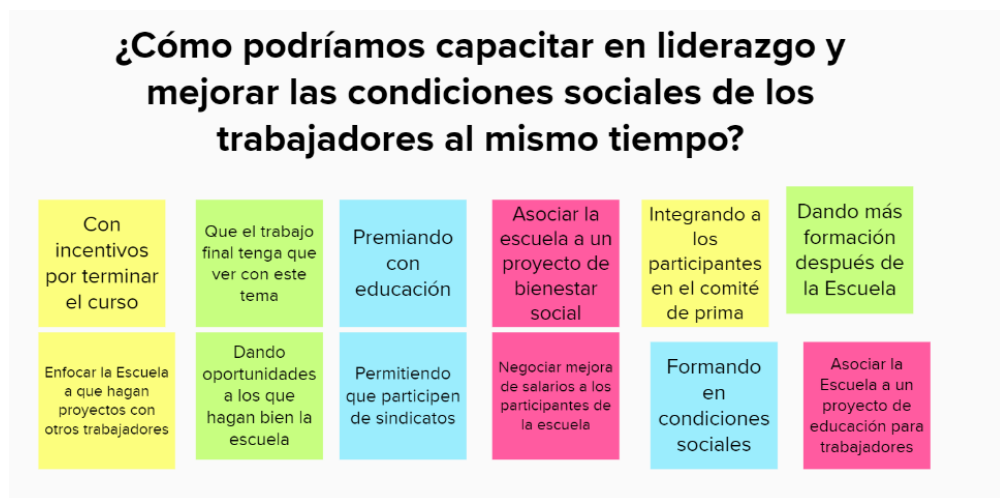 ¿Cómo podríamos capacitar en liderazgo y
mejorar las condiciones sociales de los
trabajadores al mismo tiempo?
Con
incentivos
por terminar
el curso
Que el trabajo
final tenga que
ver con este
tema
Premiando
con
educación
Asociar la
escuela a un
proyecto de
bienestar
social
Integrando a
los
participantes
en el comité
de prima
Dando más
formación
después de
la Escuela
Enfocar la Escuela
a que hagan
proyectos con
otros trabajadores
Dando
oportunidades
a los que
hagan bien la
escuela
Permitiendo
que participen
de sindicatos
Negociar mejora
de salarios a los
participantes de
la escuela
Formando
en
condiciones
sociales
Asociar la
Escuela a un
proyecto de
educación para
trabajadores